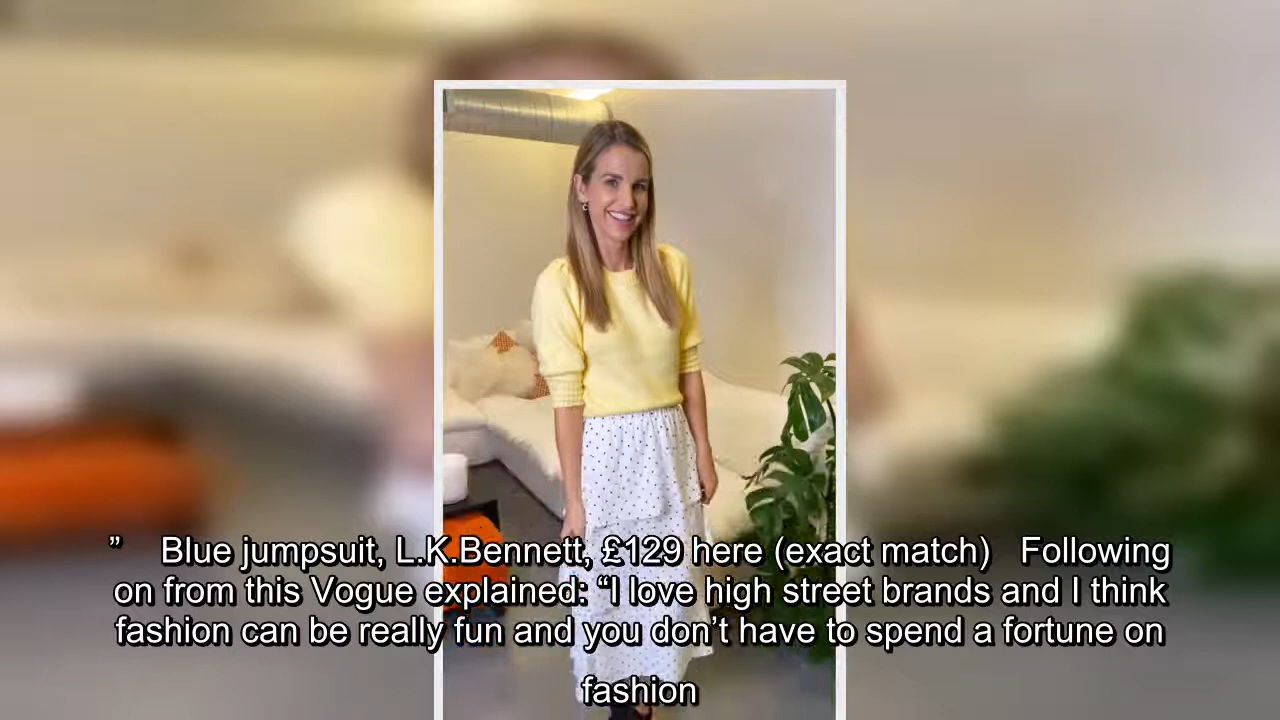 ”    Blue jumpsuit, L.K.Bennett, £129 here (exact match)   Following
on from this Vogue explained: “I love high street brands and I think
fashion can be really fun and you don’t have to spend a fortune on
fashion